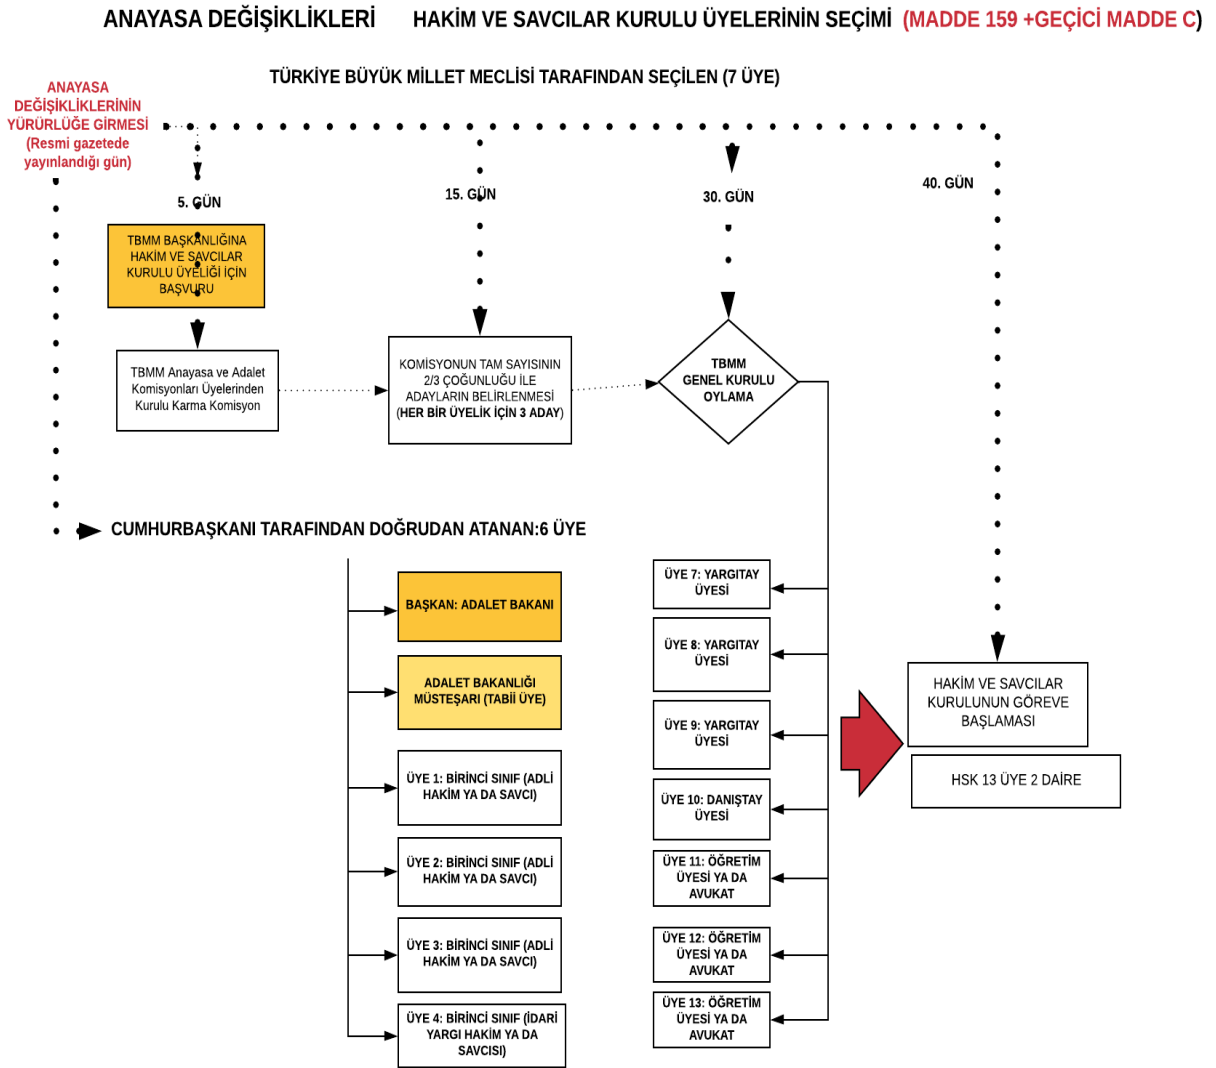 ANAYASA DEĞİŞİKLİKLERİ HAKİM VE SAVCILAR KURULU ÜYELERİNİN SEÇİMİ (MADDE 159 +GEÇİCİ MADDE C)
TÜRKİYE BÜYÜK MİLLET MECLİSİ TARAFINDAN SEÇİLEN (7 ÜYE)
ANAYASA
DEĞİŞİKLİKLERİNİN
YÜRÜRLÜĞE GİRMESİ
(Resmi gazetede
yayınlandığı gün)
5. GÜN
15. GÜN
30. GÜN
40. GÜN
TBMM BAŞKANLIĞINA
HAKİM VE SAVCILAR
KURULU ÜYELİĞİ İÇİN
BAŞVURU
TBMM Anayasa ve Adalet
Komisyonları Üyelerinden
Kurulu Karma Komisyon
KOMİSYONUN TAM SAYISININ
2/3 ÇOĞUNLUĞU İLE
ADAYLARIN BELİRLENMESİ
(HER BİR ÜYELİK İÇİN 3 ADAY)
TBMM
GENEL KURULU
OYLAMA
CUMHURBAŞKANI TARAFINDAN DOĞRUDAN ATANAN:6 ÜYE
BAŞKAN: ADALET BAKANI
ADALET BAKANLIĞI
MÜSTEŞARI (TABİİ ÜYE)
ÜYE 1: BİRİNCİ SINIF (ADLİ
HAKİM YA DA SAVCI)
ÜYE 2: BİRİNCİ SINIF (ADLİ
HAKİM YA DA SAVCI)
ÜYE 3: BİRİNCİ SINIF (ADLİ
HAKİM YA DA SAVCI)
ÜYE 4: BİRİNCİ SINIF (İDARİ
YARGI HAKİM YA DA
SAVCISI)
ÜYE 7: YARGITAY
ÜYESİ
ÜYE 8: YARGITAY
ÜYESİ
ÜYE 9: YARGITAY
ÜYESİ
ÜYE 10: DANIŞTAY
ÜYESİ
ÜYE 11: ÖĞRETİM
ÜYESİ YA DA
AVUKAT
ÜYE 12: ÖĞRETİM
ÜYESİ YA DA
AVUKAT
ÜYE 13: ÖĞRETİM
ÜYESİ YA DA
AVUKAT
HAKİM VE SAVCILAR
KURULUNUN GÖREVE
BAŞLAMASI
HSK 13 ÜYE 2 DAİRE